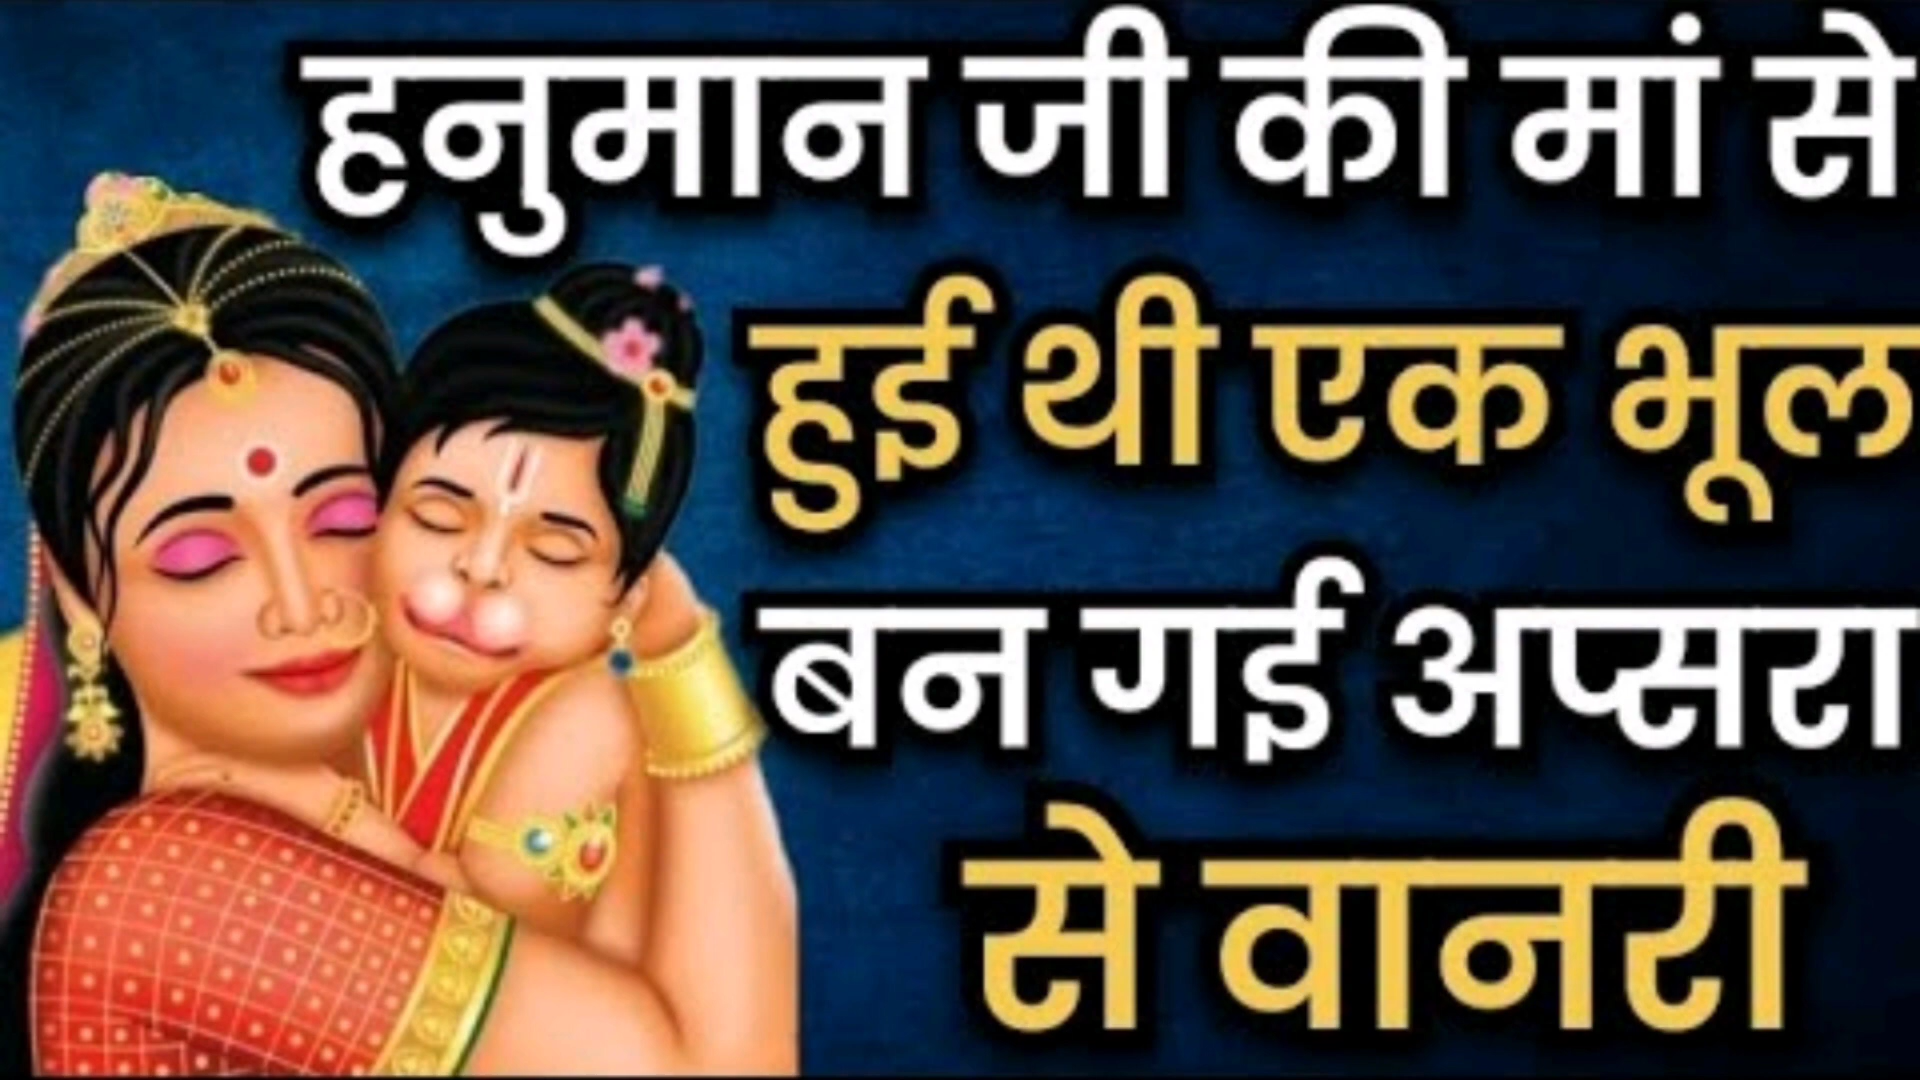 हनुमान जी की मां से
हुई थी एक भूल
बन गई अप्सरा
से वानरी